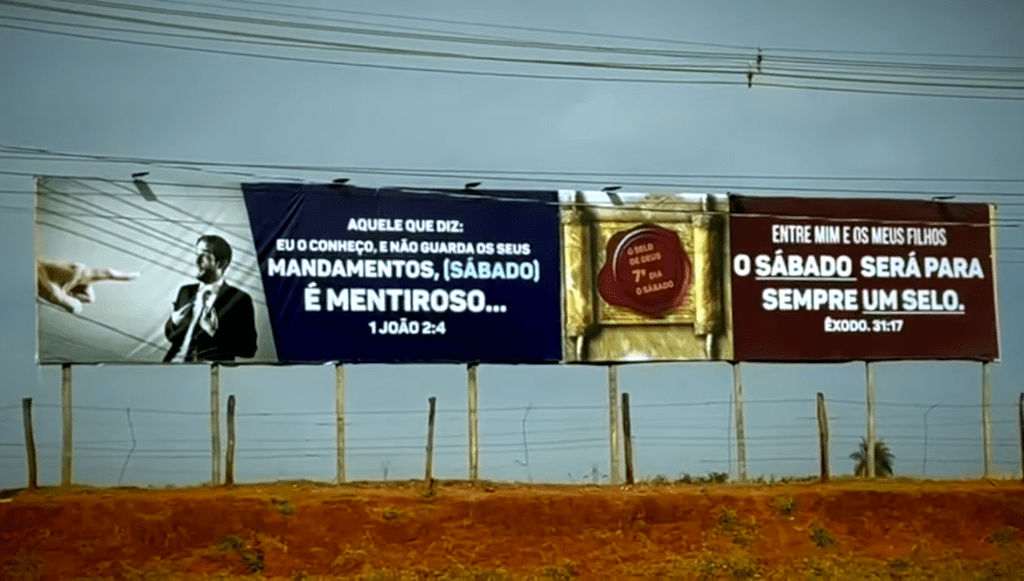 AQUELE QUE DIZ:
EU O CONHEÇO, E NÃO GUARDA OS SEUS
MANDAMENTOS, (SÁBADO)
É MENTIROSO...
1 JOÃO 2:4
O SELO
DE DEUS
7º DIA
O SÁBADO
ENTRE MIM E OS MEUS FILHOS
O SÁBADO SERÁ PARA
SEMPRE UM SELO.
ÊXODO. 31:17